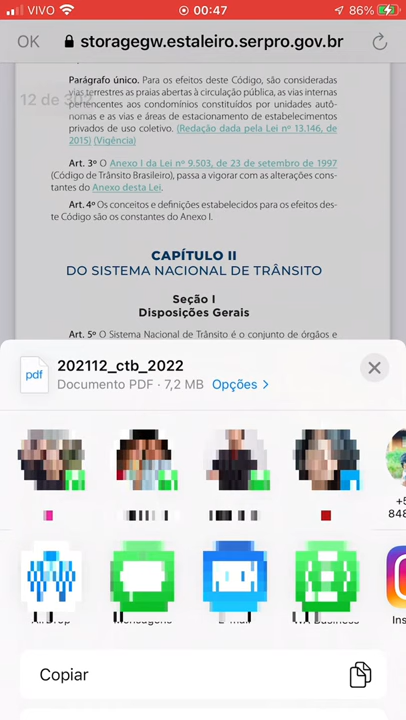 VIVO
00:47
86%
OK
storagegw.estaleiro.serpro.gov.br
12 de 302
Parágrafo único. Para os efeitos deste Código, são consideradas
vias terrestres as praias abertas à circulação pública, as vias internas
pertencentes aos condomínios constituídos por unidades autô-
nomas e as vias e áreas de estacionamento de estabelecimentos
privados de uso coletivo. (Redação dada pela Lei nº 13.146, de
2015) (Vigência)
Art. 3º O Anexo I da Lei nº 9.503, de 23 de setembro de 1997
(Código de Trânsito Brasileiro), passa a vigorar com as alterações cons-
tantes do Anexo desta Lei.
Art. 4º Os conceitos e definições estabelecidos para os efeitos des-
te Código são os constantes do Anexo I.
CAPÍTULO II
DO SISTEMA NACIONAL DE TRÂNSITO
Seção I
Disposições Gerais
Art. 5º O Sistema Nacional de Trânsito é o conjunto de órgãos e
pdf
202112_ctb_2022
Documento PDF · 7,2 MB Opções >
848
Ins
Copiar